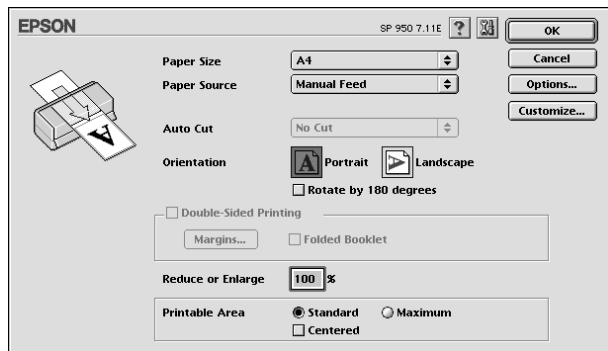 EPSON
SP 950 7.11E
?
OK
Paper Size
A4
Cancel
Paper Source
Manual Feed
Options...
Customize...
Auto Cut
No Cut
Orientation
A
Portrait
A
Landscape
A
Rotate by 180 degrees
Double-Sided Printing
Margins...
Folded Booklet
Reduce or Enlarge
100 %
Printable Area
Standard
Maximum
Centered